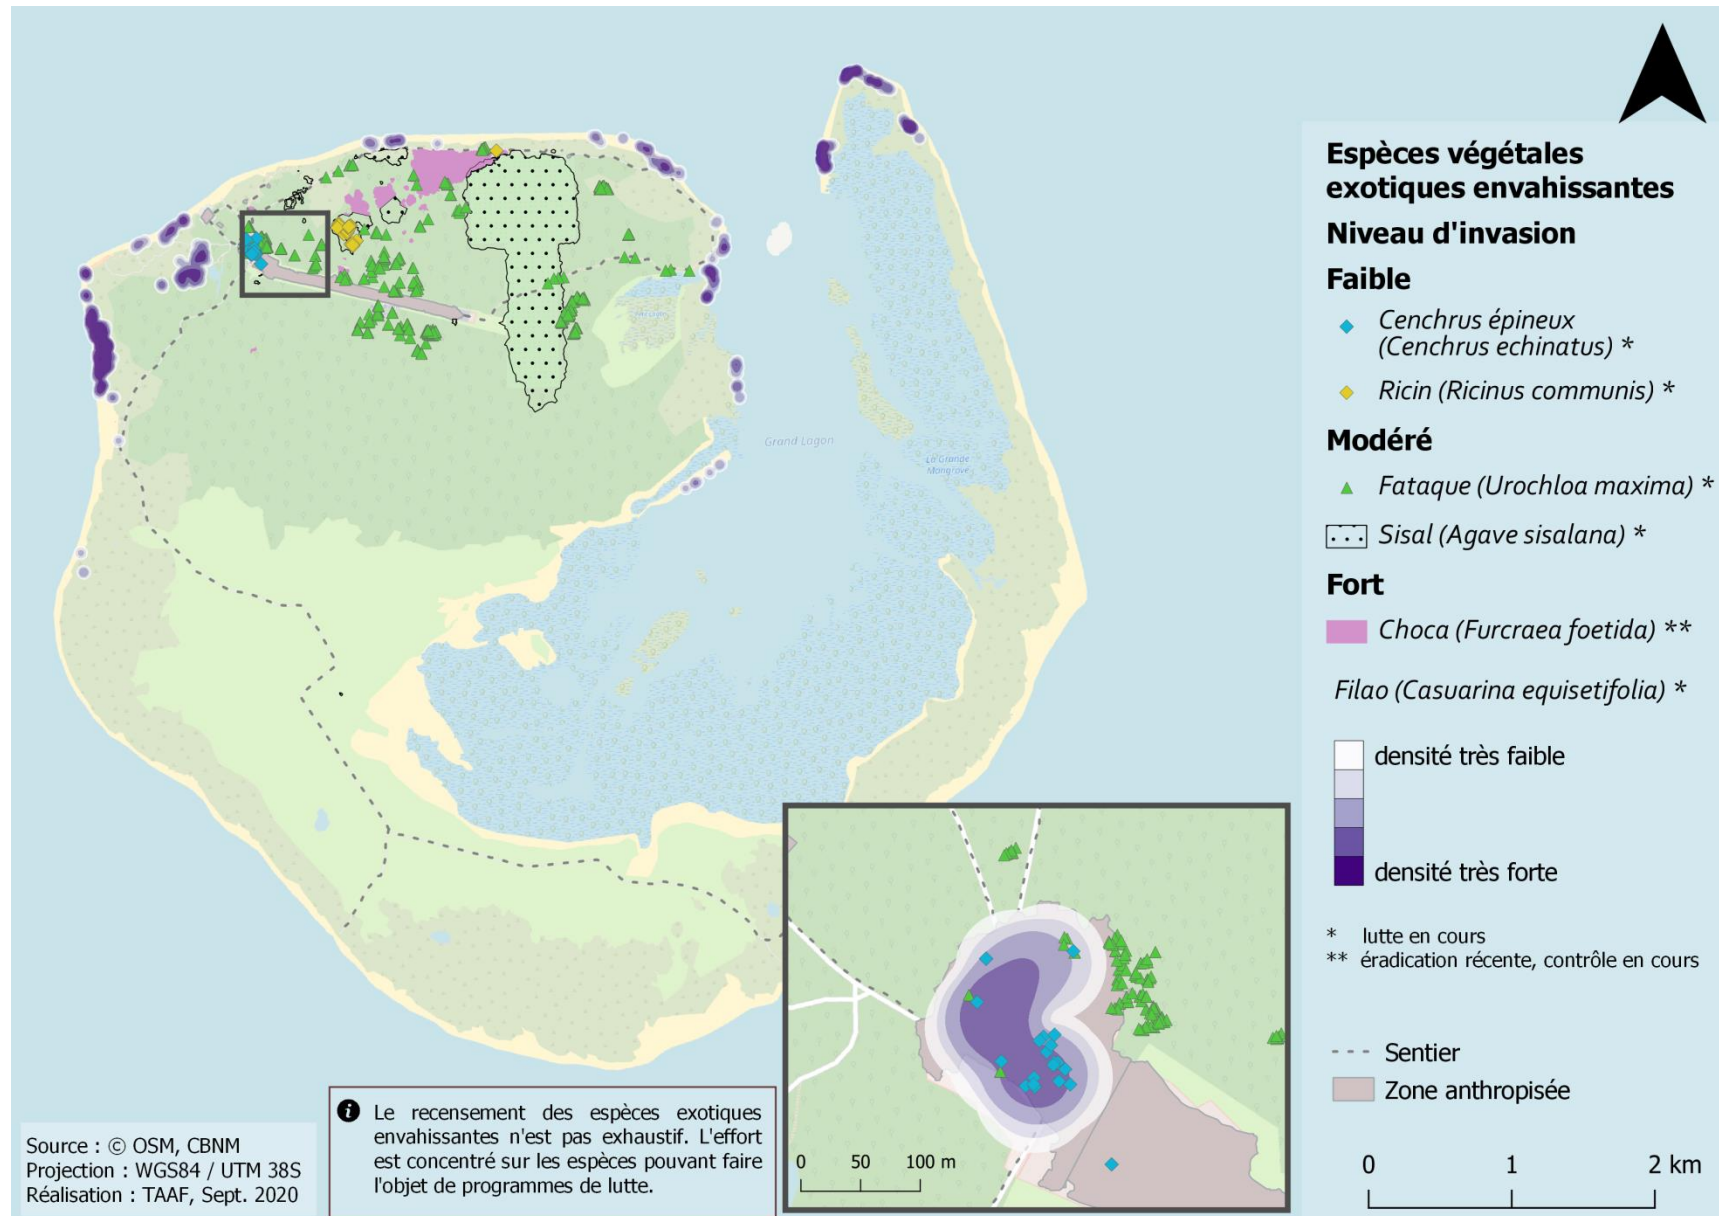 Espèces végétales
exotiques envahissantes
Niveau d'invasion
Faible
Cenchrus épineux
(Cenchrus echinatus) *
Ricin (Ricinus communis) *
Modéré
Fataque (Urochloa maxima) *
Sisal (Agave sisalana) *
Fort
Choca (Furcraea foetida) **
Filao (Casuarina equisetifolia) *
densité très faible
densité très forte
* lutte en cours
** éradication récente, contrôle en cours
Sentier
Zone anthropisée
0 1 2 km
Grand Lagon
La Grande
Mangrove
0 50 100 m
i Le recensement des espèces exotiques
envahissantes n'est pas exhaustif. L'effort
est concentré sur les espèces pouvant faire
l'objet de programmes de lutte.
Source : © OSM, CBNM
Projection : WGS84 / UTM 38S
Réalisation : TAAF, Sept. 2020